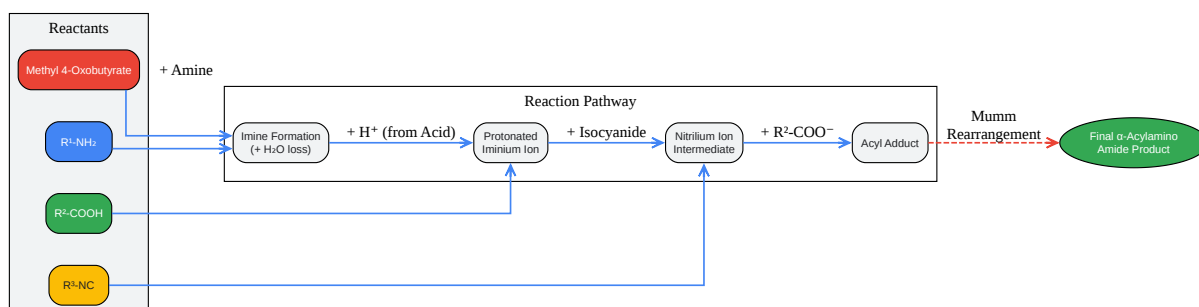 Reactants
Methyl 4-Oxobutyrate
+ Amine
R¹-NH₂
R²-COOH
R³-NC
Reaction Pathway
Imine Formation
(+ H₂O loss)
+ H⁺ (from Acid)
Protonated
Iminium Ion
+ Isocyanide
Nitrilium Ion
Intermediate
+ R²-COO⁻
Acyl Adduct
Mumm
Rearrangement
Final α-Acylamino
Amide Product